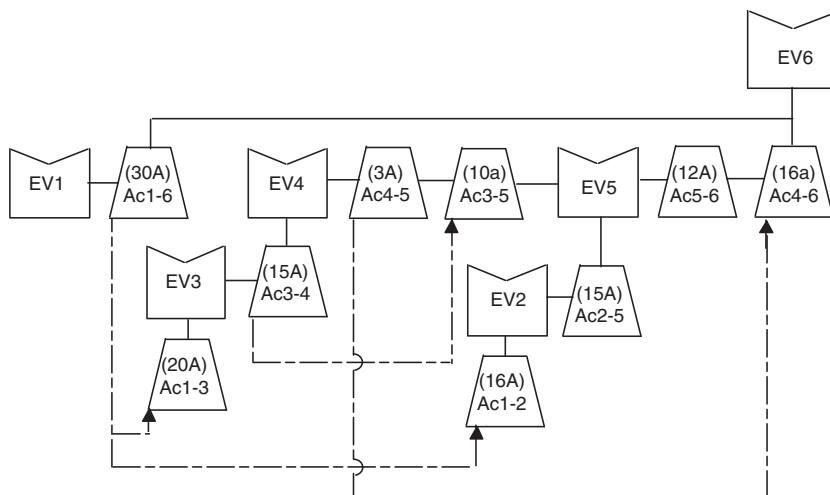 EV6
EV1
(30A)
Ac1-6
EV4
(3A)
Ac4-5
(10a)
Ac3-5
EV5
(12A)
Ac5-6
(16a)
Ac4-6
EV3
(15A)
Ac3-4
EV2
(15A)
Ac2-5
(20A)
Ac1-3
(16A)
Ac1-2